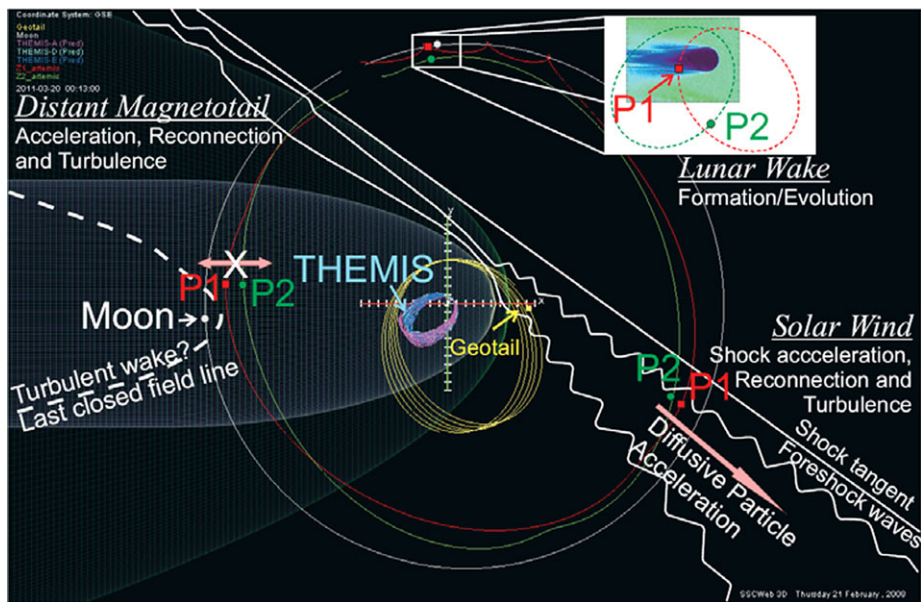 Coordinate System: GSE
Geotail
Moon
THEMIS-A (Pred)
THEMIS-D (Pred)
THEMIS-E (Pred)
Z1_artemis
Z2_artemis
2011-03-20 00:13:00
Distant Magnetotail
Acceleration, Reconnection
and Turbulence
P1
P2
Lunar Wake
Formation/Evolution
Y
X
X
THEMIS
P1
P2
Moon
Geotail
Turbulent wake?
Last closed field line
Solar Wind
Shock accceleration,
Reconnection and
Turbulence
P2
P1
Shock tangent
Foreshock waves
Diffusive Particle
Acceleration
SSCWeb 3D Thursday 21 February, 2008